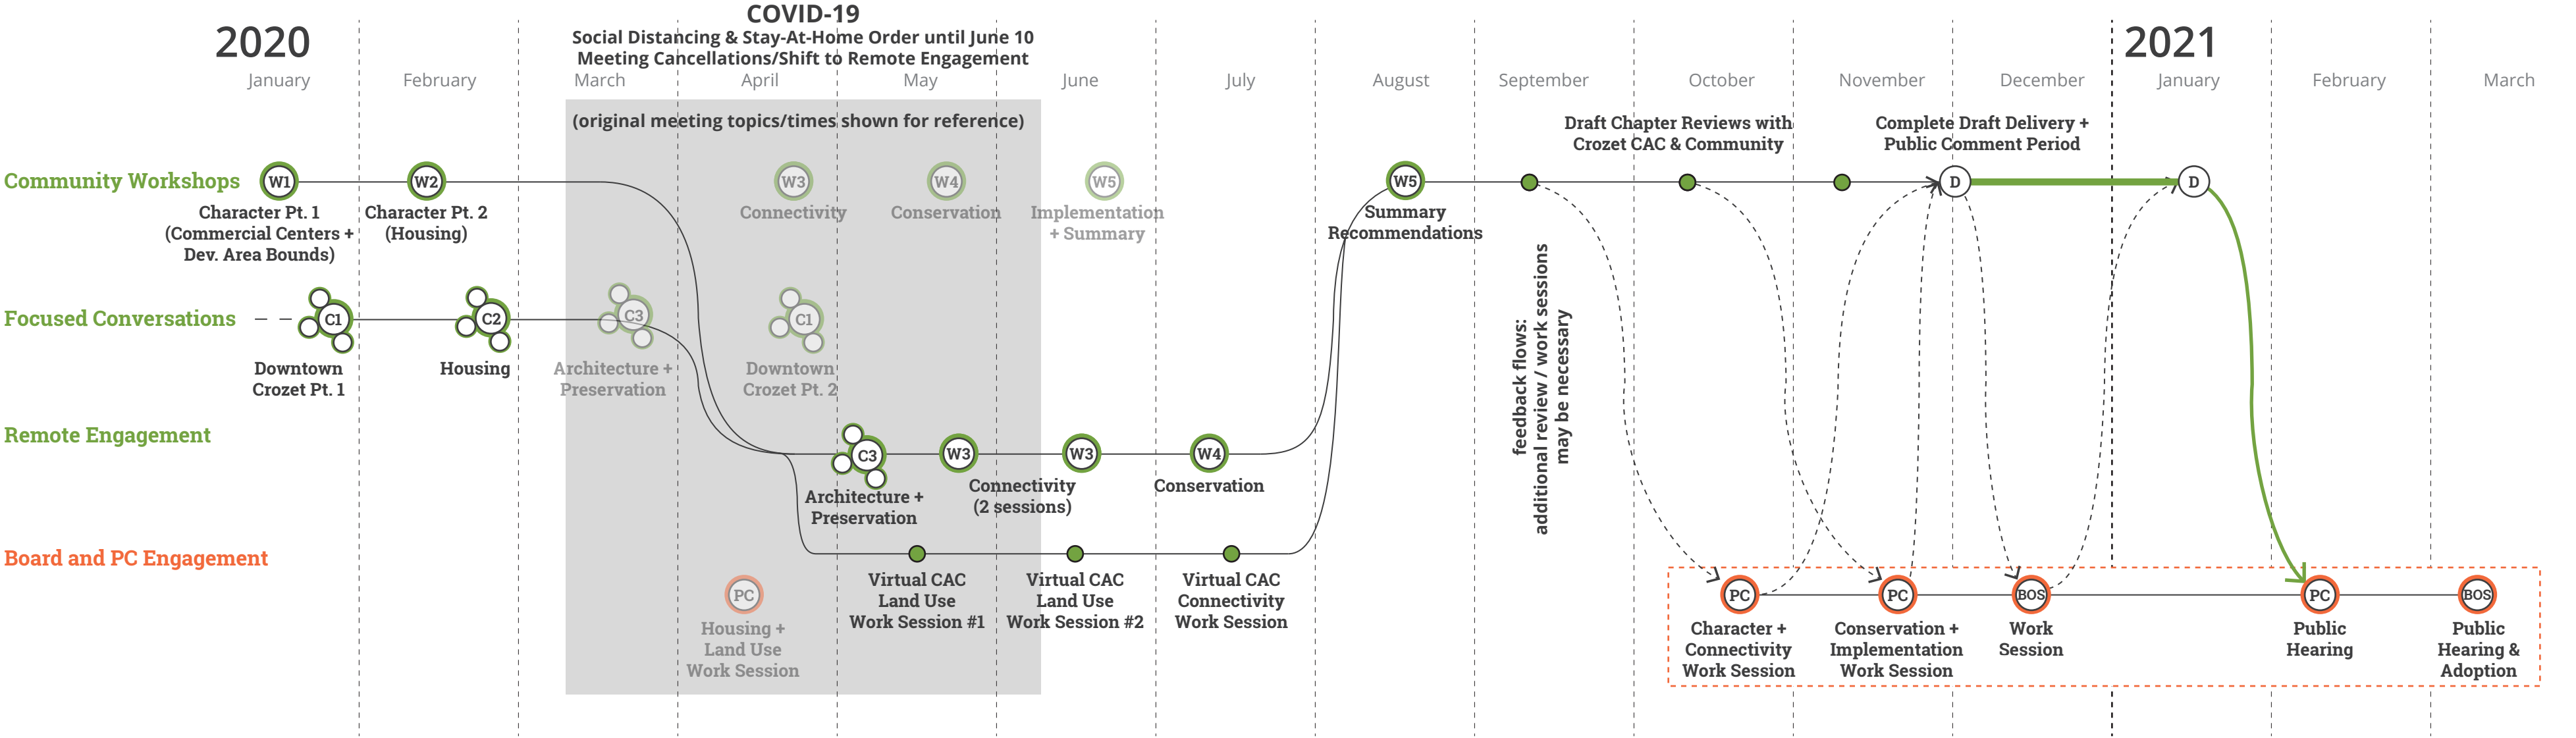 COVID-19
2020
Social Distancing & Stay-At-Home Order until June 10
2021
Meeting Cancellations/Shift to Remote Engagement
January
February
March
April
May
June
July
August
September
October
November
December
January
February
March
(original meeting topics/times shown for reference)
Draft Chapter Reviews with
Crozet CAC & Community
Complete Draft Delivery +
Public Comment Period
Community Workshops
W1
W2
W3
W4
W5
W5
D
D
Character Pt. 1
(Commercial Centers +
Dev. Area Bounds)
Character Pt. 2
(Housing)
Connectivity
Conservation
Implementation
+ Summary
Summary
Recommendations
Focused Conversations
C1
C2
C3
C1
Downtown
Crozet Pt. 1
Housing
Architecture +
Preservation
Downtown
Crozet Pt. 2
feedback flows:
additional review / work sessions
may be necessary
Remote Engagement
C3
W3
W3
W4
Architecture +
Preservation
Connectivity
(2 sessions)
Conservation
Board and PC Engagement
PC
Housing +
Land Use
Work Session
Virtual CAC
Land Use
Work Session #1
Virtual CAC
Land Use
Work Session #2
Virtual CAC
Connectivity
Work Session
PC
PC
BOS
PC
BOS
Character +
Connectivity
Work Session
Conservation +
Implementation
Work Session
Work
Session
Public
Hearing
Public
Hearing &
Adoption